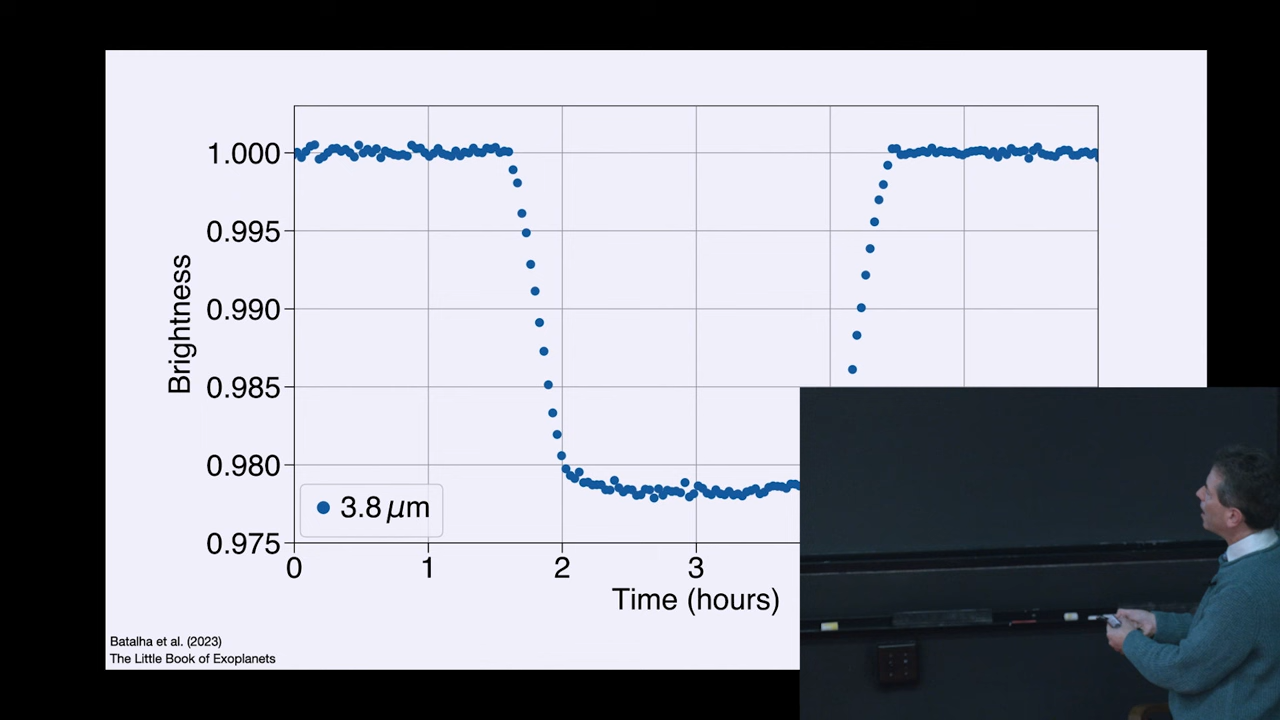 1.000
0.995
0.990
0.985
0.980
0.975
Brightness
3.8 μm
0 1 2 3
Time (hours)
Batalha et al. (2023)
The Little Book of Exoplanets